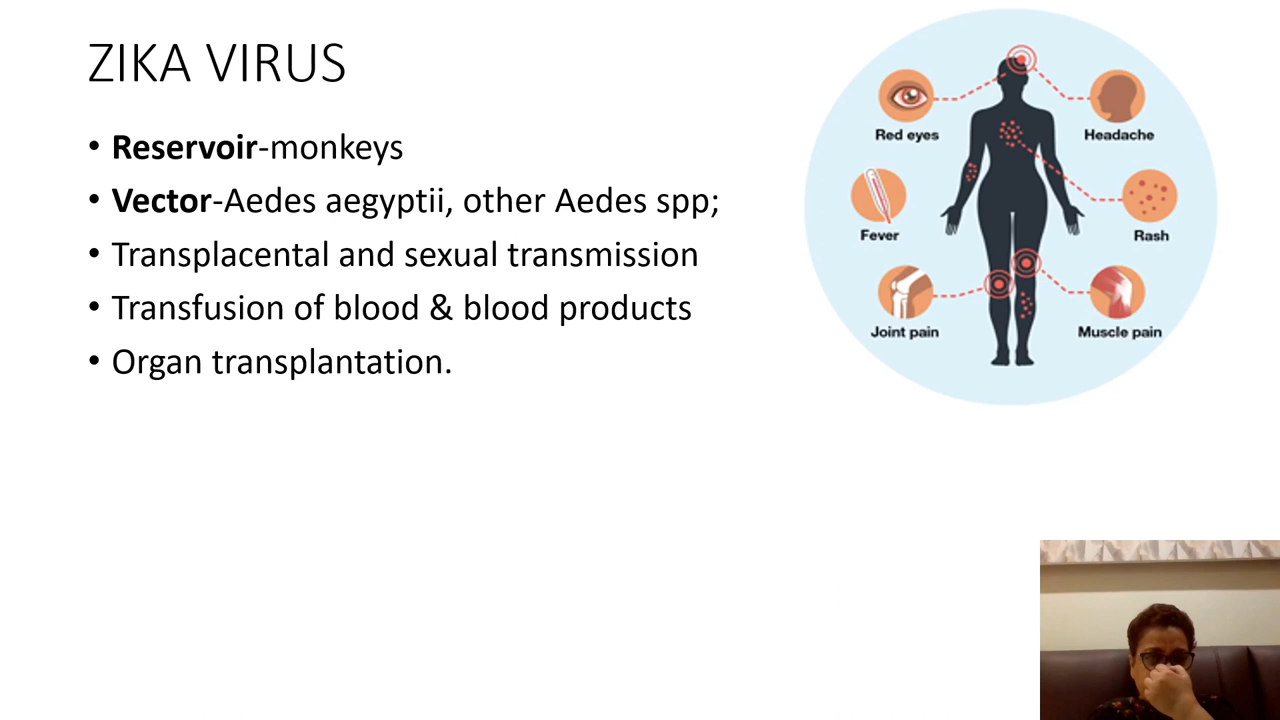 ZIKA VIRUS
• Reservoir-monkeys
• Vector-Aedes aegyptii, other Aedes spp;
• Transplacental and sexual transmission
• Transfusion of blood & blood products
• Organ transplantation.
Red eyes
Headache
Fever
Rash
Joint pain
Muscle pain